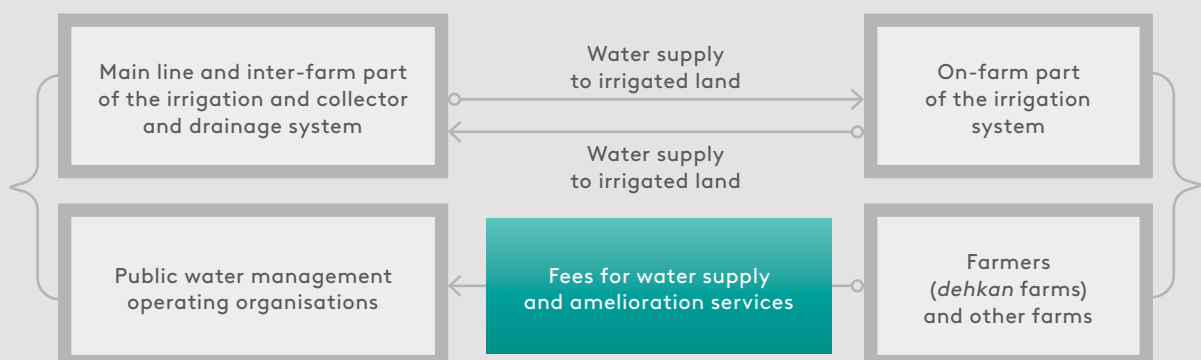 Main line and inter-farm part
of the irrigation and collector
and drainage system
Water supply
to irrigated land
On-farm part
of the irrigation
system
Water supply
to irrigated land
Public water management
operating organisations
Fees for water supply
and amelioration services
Farmers
(dehkan farms)
and other farms